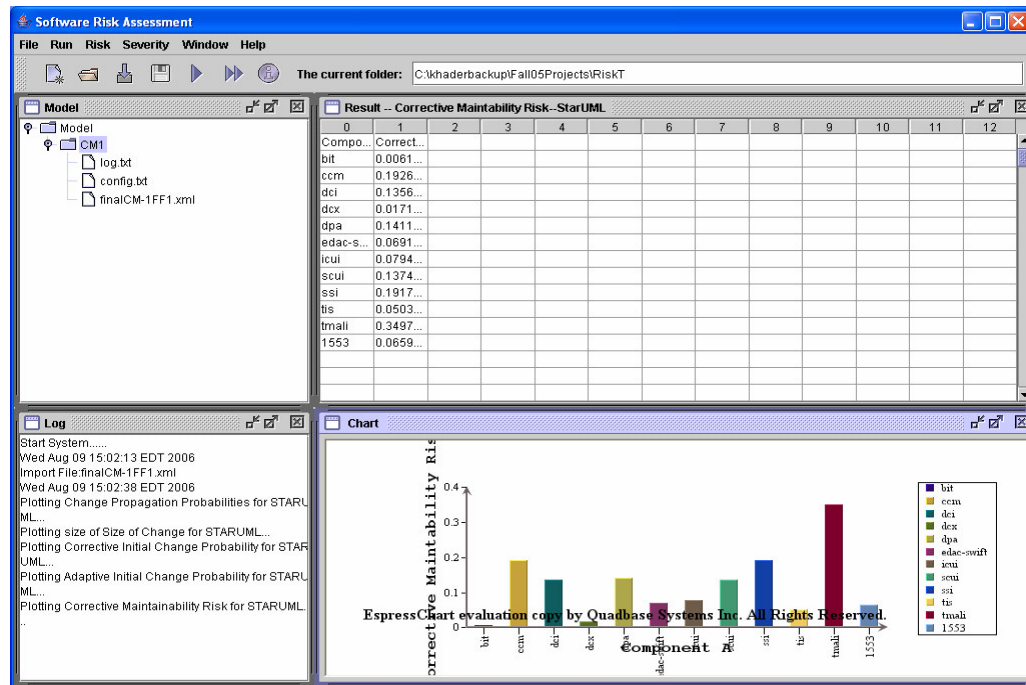 Software Risk Assessment
File Run Risk Severity Window Help
The current folder: C:\khaderbackup\Fall05Projects\RiskT
Model
Model
CM1
log.txt
config.txt
finalCM-1FF1.xml
Result -- Corrective Maintability Risk--StarUML
0 1 2 3 4 5 6 7 8 9 10 11 12
Compo... Correct...
bit 0.0061...
ccm 0.1926...
dci 0.1356...
dcx 0.0171...
dpa 0.1411...
edac-s... 0.0691...
icui 0.0794...
scui 0.1374...
ssi 0.1917...
tis 0.0503...
tmali 0.3497...
1553 0.0659...
Log
Start System......
Wed Aug 09 15:02:13 EDT 2006
Import File:finalCM-1FF1.xml
Wed Aug 09 15:02:38 EDT 2006
Plotting Change Propagation Probabilities for STARU
ML...
Plotting size of Size of Change for STARUML...
Plotting Corrective Initial Change Probability for STAR
UML...
Plotting Adaptive Initial Change Probability for STARU
ML...
Plotting Corrective Maintainability Risk for STARUML.
..
Chart
orrective Maintability Ris
0.4
0.3
0.2
0.1
0
EspressChart evaluation copy by Quadbase Systems Inc. All Rights Reserved.
bit ccm dci dcx dpa edac-swift icui scui ssi tis tmali 1553
Component A
bit
ccm
dci
dcx
dpa
edac-swift
icui
scui
ssi
tis
tmali
1553